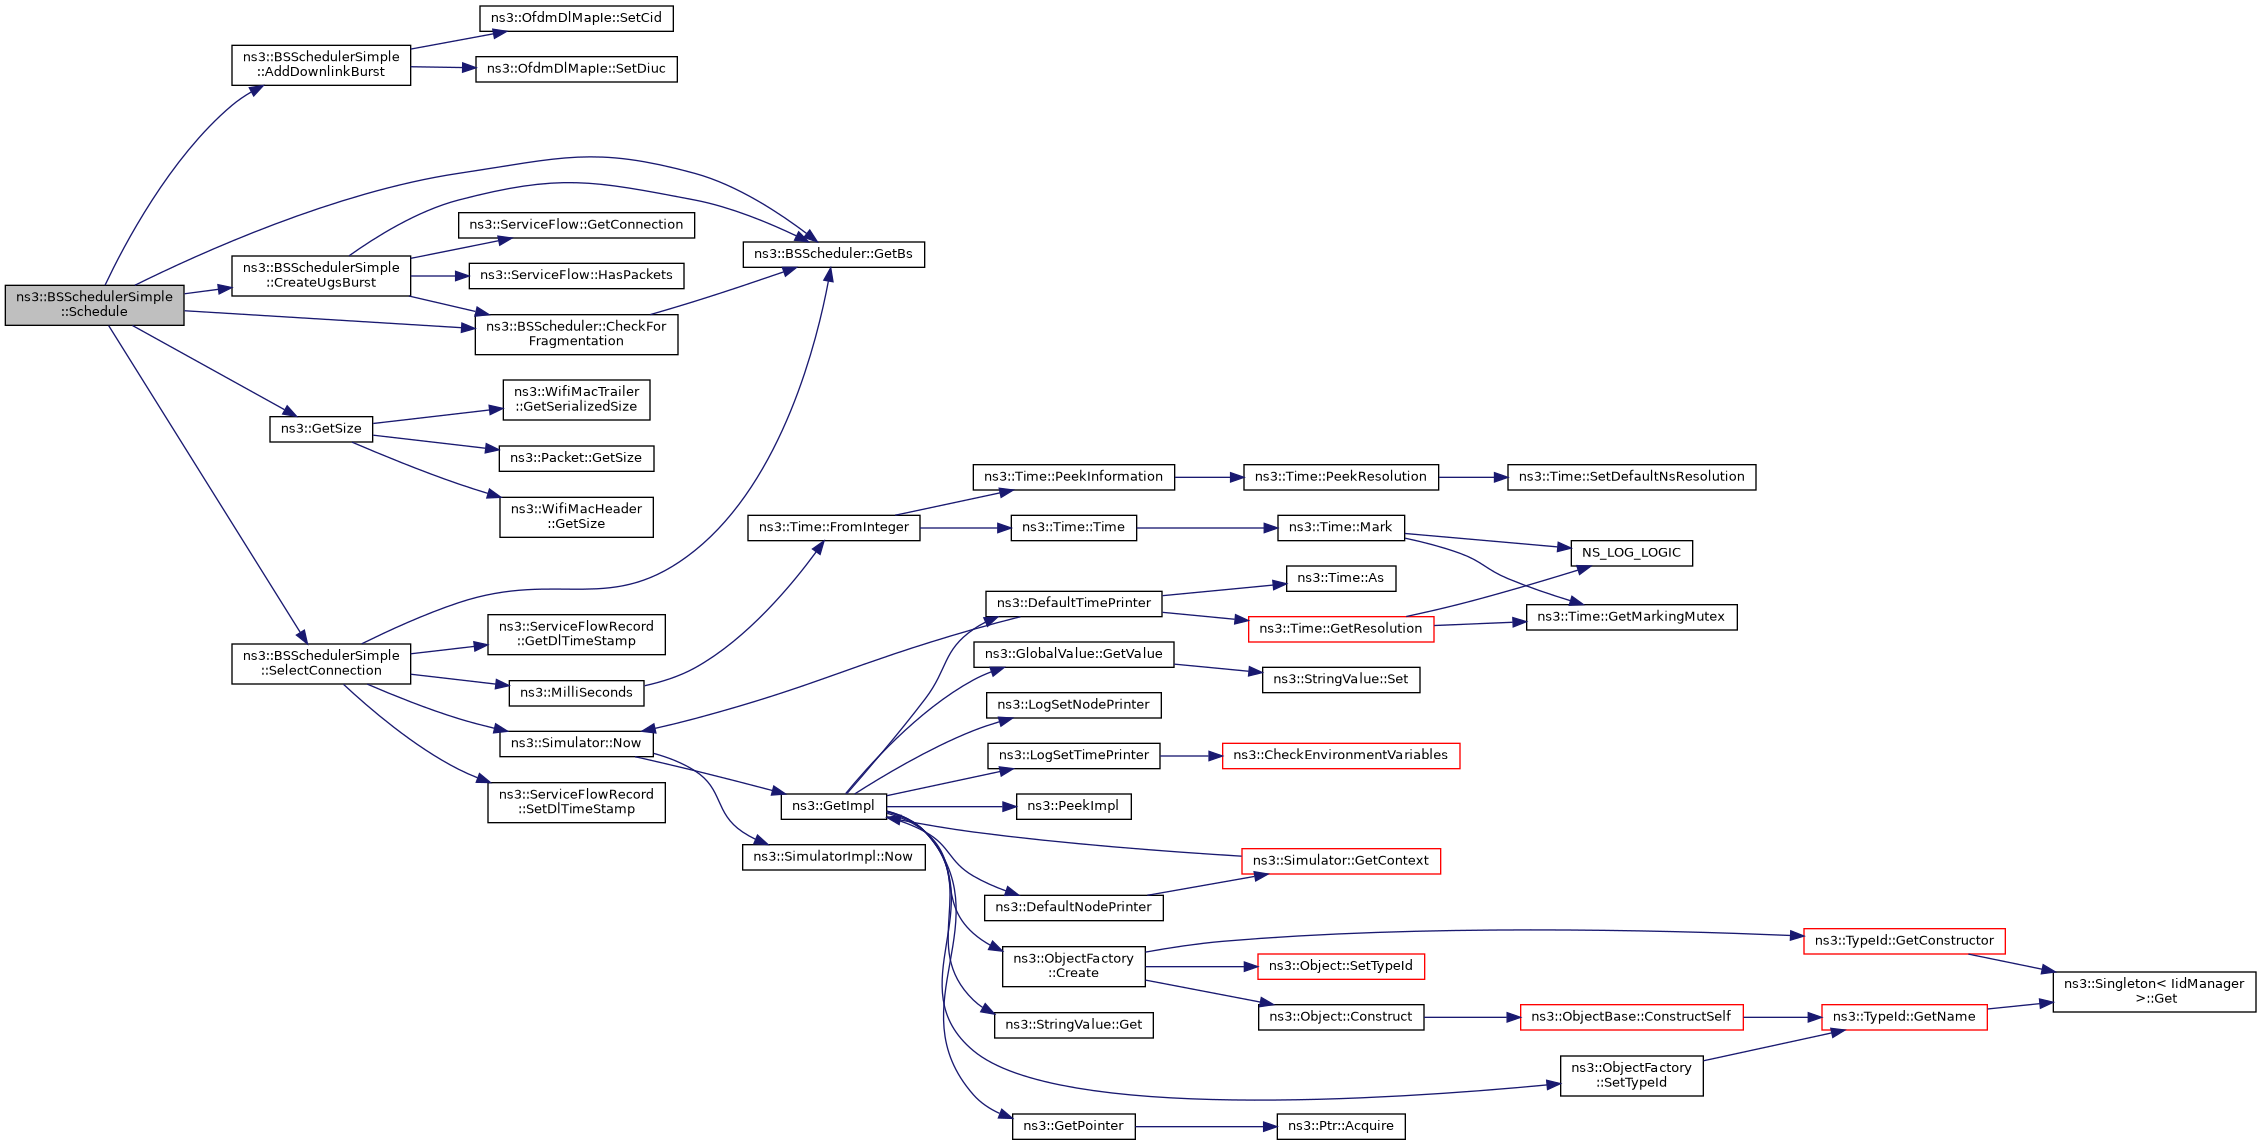 ns3::BSSchedulerSimple
::Schedule
ns3::BSSchedulerSimple
::AddDownlinkBurst
ns3::OfdmDlMapIe::SetCid
ns3::OfdmDlMapIe::SetDiuc
ns3::BSScheduler::GetBs
ns3::BSSchedulerSimple
::CreateUgsBurst
ns3::ServiceFlow::GetConnection
ns3::ServiceFlow::HasPackets
ns3::BSScheduler::CheckFor
Fragmentation
ns3::GetSize
ns3::WifiMacTrailer
::GetSerializedSize
ns3::Packet::GetSize
ns3::WifiMacHeader
::GetSize
ns3::BSSchedulerSimple
::SelectConnection
ns3::ServiceFlowRecord
::GetDlTimeStamp
ns3::MilliSeconds
ns3::Simulator::Now
ns3::ServiceFlowRecord
::SetDlTimeStamp
ns3::Time::FromInteger
ns3::Time::PeekInformation
ns3::Time::PeekResolution
ns3::Time::SetDefaultNsResolution
ns3::Time::Time
ns3::Time::Mark
NS_LOG_LOGIC
ns3::Time::GetMarkingMutex
ns3::GetImpl
ns3::SimulatorImpl::Now
ns3::DefaultTimePrinter
ns3::Time::As
ns3::Time::GetResolution
ns3::GlobalValue::GetValue
ns3::StringValue::Set
ns3::LogSetNodePrinter
ns3::LogSetTimePrinter
ns3::CheckEnvironmentVariables
ns3::PeekImpl
ns3::Simulator::GetContext
ns3::DefaultNodePrinter
ns3::ObjectFactory
::Create
ns3::TypeId::GetConstructor
ns3::Object::SetTypeId
ns3::Object::Construct
ns3::ObjectBase::ConstructSelf
ns3::TypeId::GetName
ns3::Singleton< IidManager
>::Get
ns3::StringValue::Get
ns3::ObjectFactory
::SetTypeId
ns3::GetPointer
ns3::Ptr::Acquire